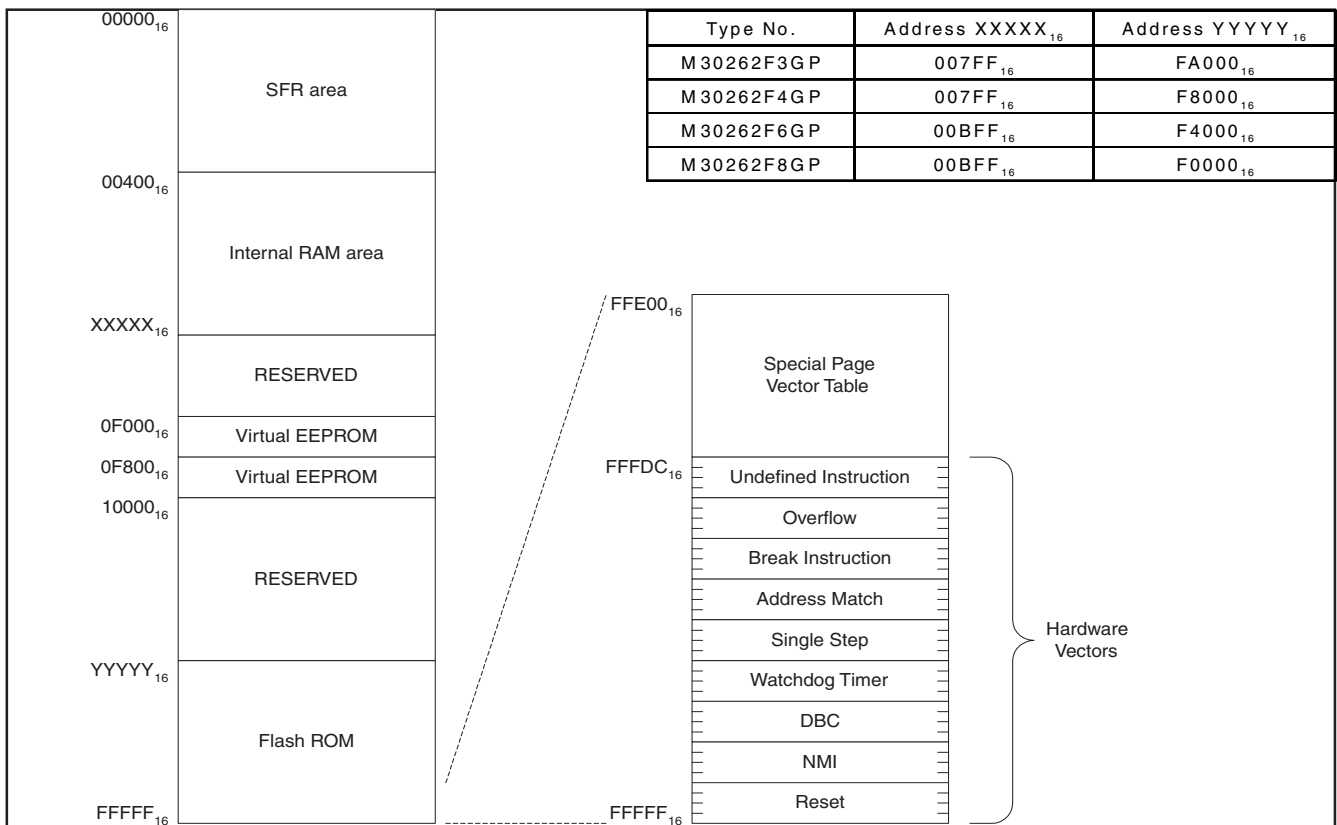 Type No. Address XXXXX16 Address YYYYY16
M30262F3GP 007FF16 FA00016
M30262F4GP 007FF16 F800016
M30262F6GP 00BFF16 F400016
M30262F8GP 00BFF16 F000016
0000016
SFR area
0040016
Internal RAM area
XXXXX16
RESERVED
0F00016
Virtual EEPROM
0F80016
Virtual EEPROM
1000016
RESERVED
YYYYY16
Flash ROM
FFFFF16
FFE0016
Special Page
Vector Table
FFFDC16
Undefined Instruction
Overflow
Break Instruction
Address Match
Single Step
Watchdog Timer
DBC
NMI
Reset
FFFFF16
Hardware
Vectors